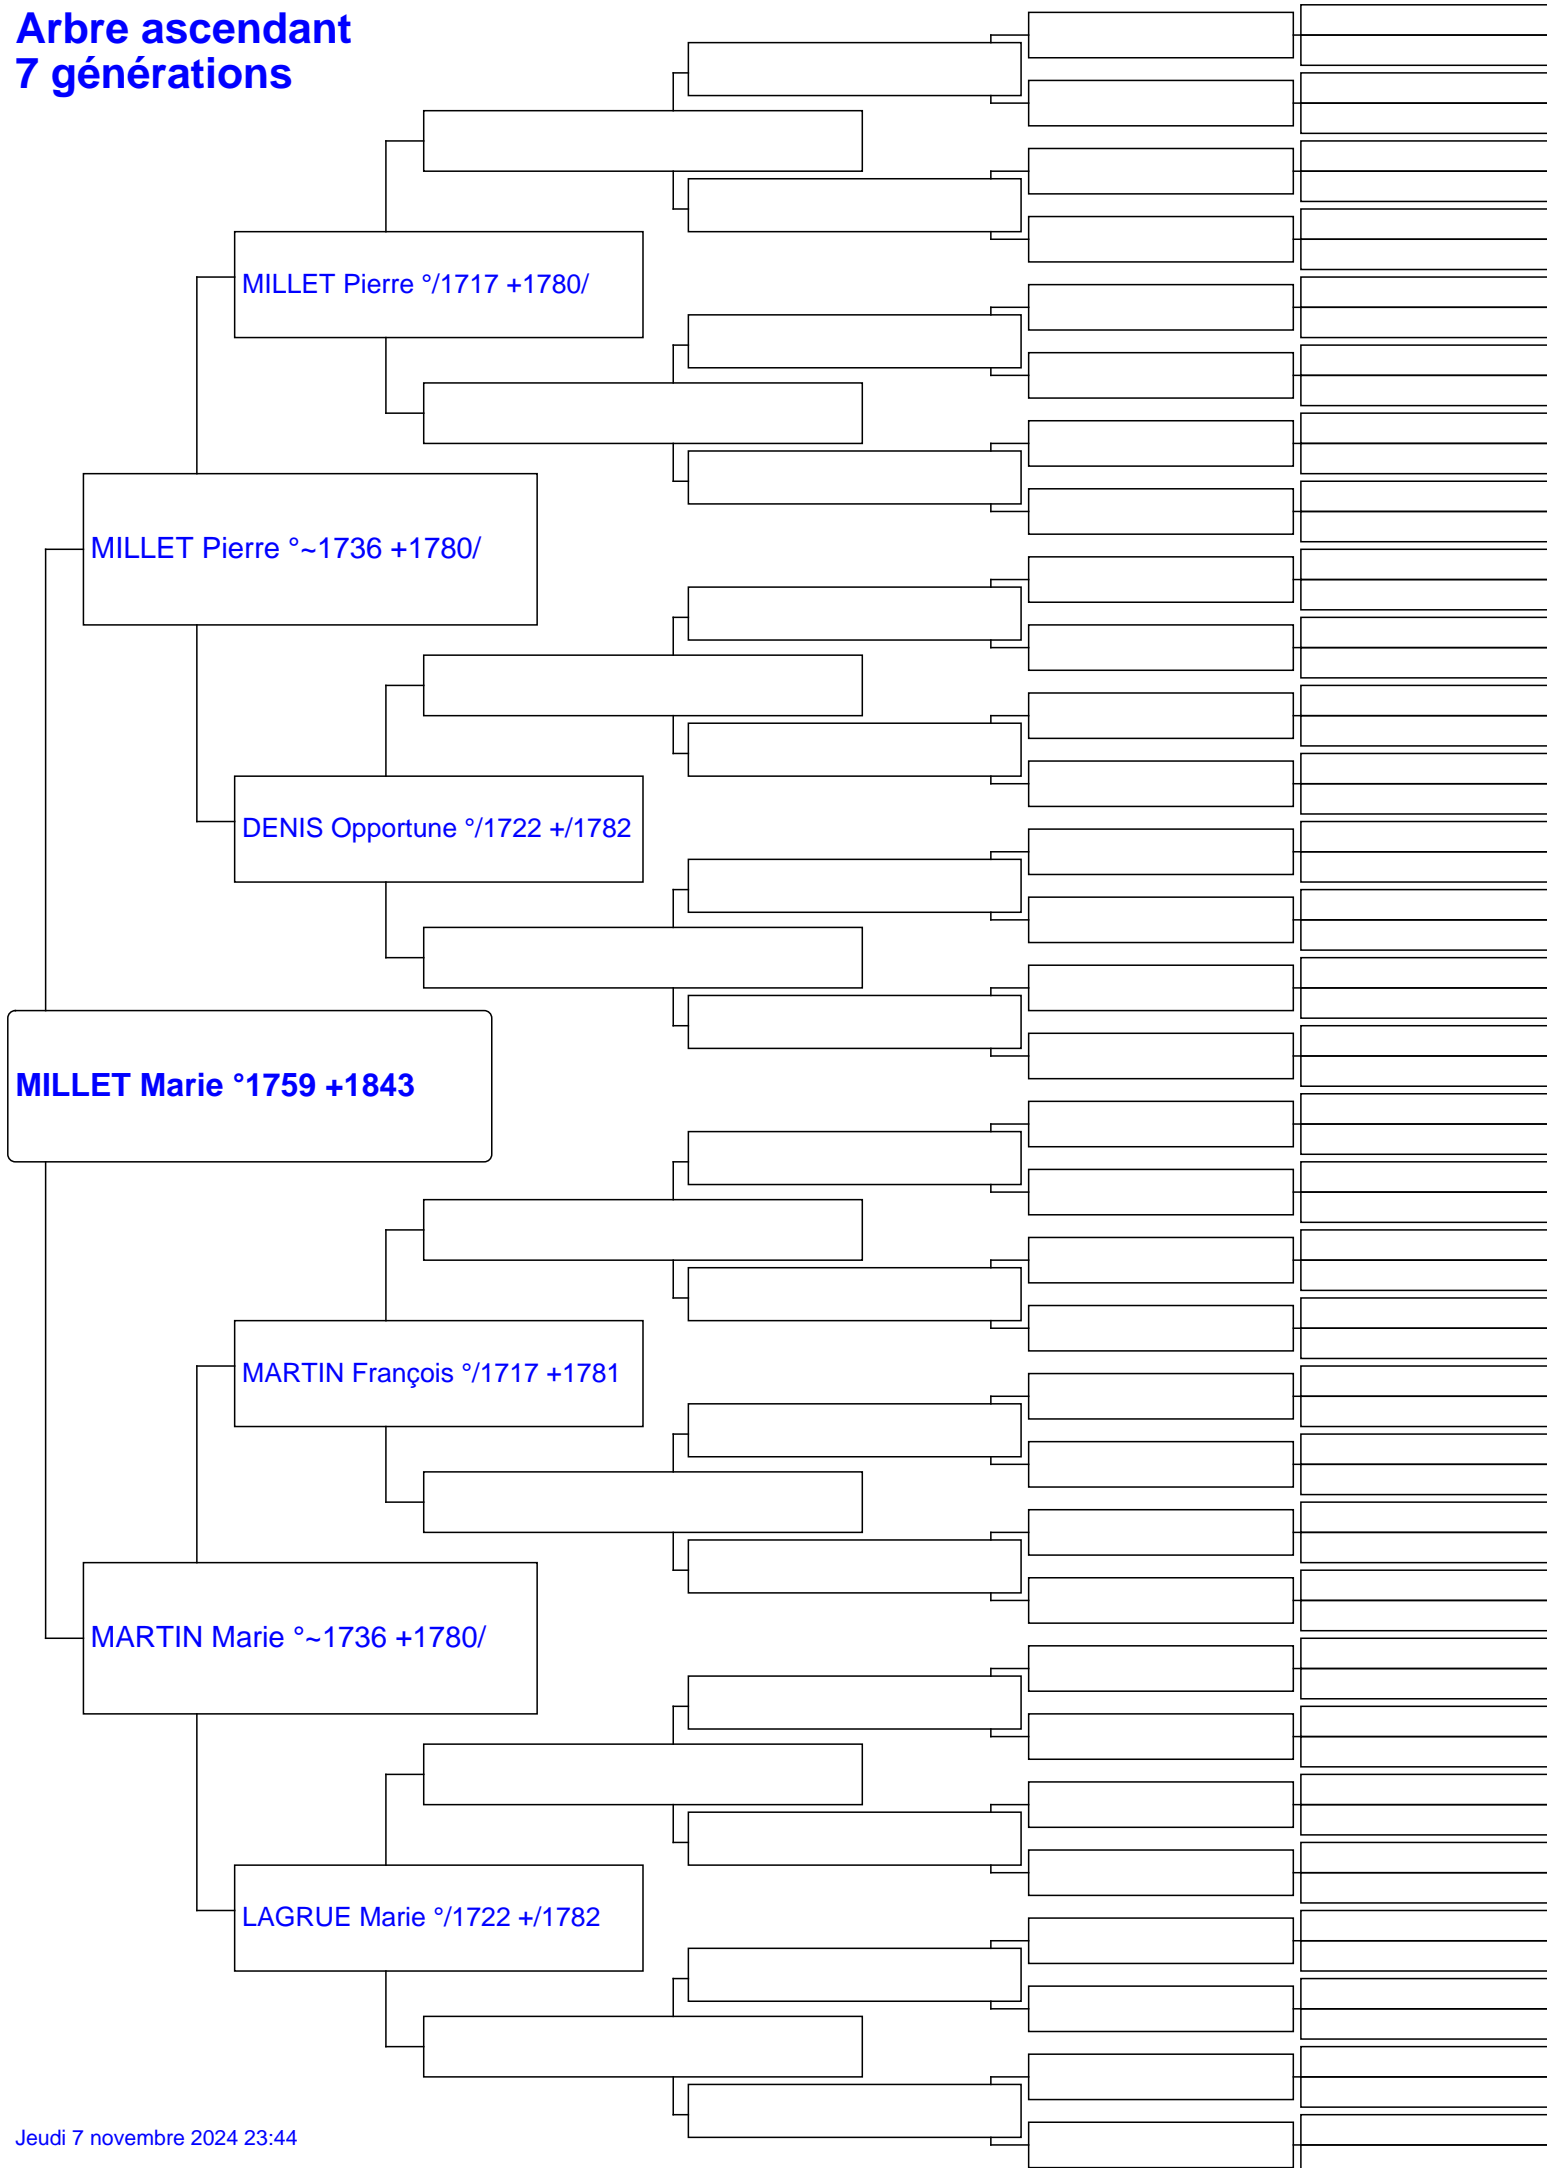 Arbre ascendant
7 générations
MILLET Pierre °/1717 +1780/
MILLET Pierre °~1736 +1780/
DENIS Opportune °/1722 +/1782
MILLET Marie °1759 +1843
MARTIN François °/1717 +1781
MARTIN Marie °~1736 +1780/
LAGRUE Marie °/1722 +/1782
Jeudi 7 novembre 2024 23:44